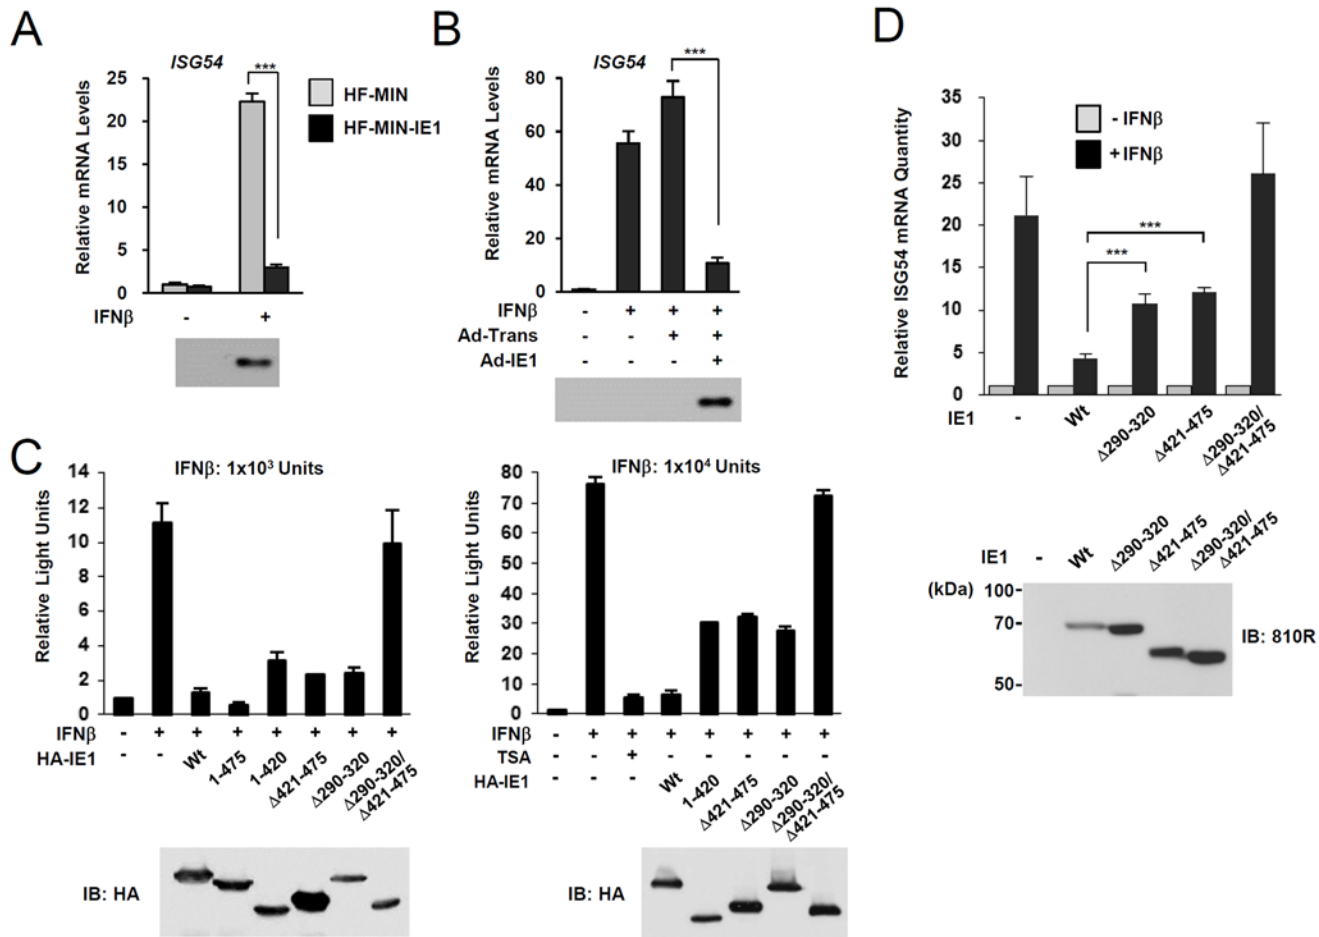 A
ISG54
***
Relative mRNA Levels
25
20
15
10
5
0
HF-MIN
HF-MIN-IE1
IFNβ - +
B
ISG54
***
Relative mRNA Levels
80
60
40
20
0
IFNβ - + + +
Ad-Trans - - + +
Ad-IE1 - - - +
C
IFNβ: 1x10³ Units
Relative Light Units
14
12
10
8
6
4
2
0
IFNβ - + + + + + + +
HA-IE1 - - Wt 1-475 1-420 Δ421-475 Δ290-320 Δ290-320/Δ421-475
IB: HA
IFNβ: 1x10⁴ Units
Relative Light Units
80
70
60
50
40
30
20
10
0
IFNβ - + + + + + + +
TSA - - + - - - - -
HA-IE1 - - - Wt 1-420 Δ421-475 Δ290-320 Δ290-320/Δ421-475
IB: HA
D
Relative ISG54 mRNA Quantity
35
30
25
20
15
10
5
0
- IFNβ
+ IFNβ
***
***
IE1 - Wt Δ290-320 Δ421-475 Δ290-320/Δ421-475
IE1 - Wt Δ290-320 Δ421-475 Δ290-320/Δ421-475
(kDa)
100
70
50
IB: 810R